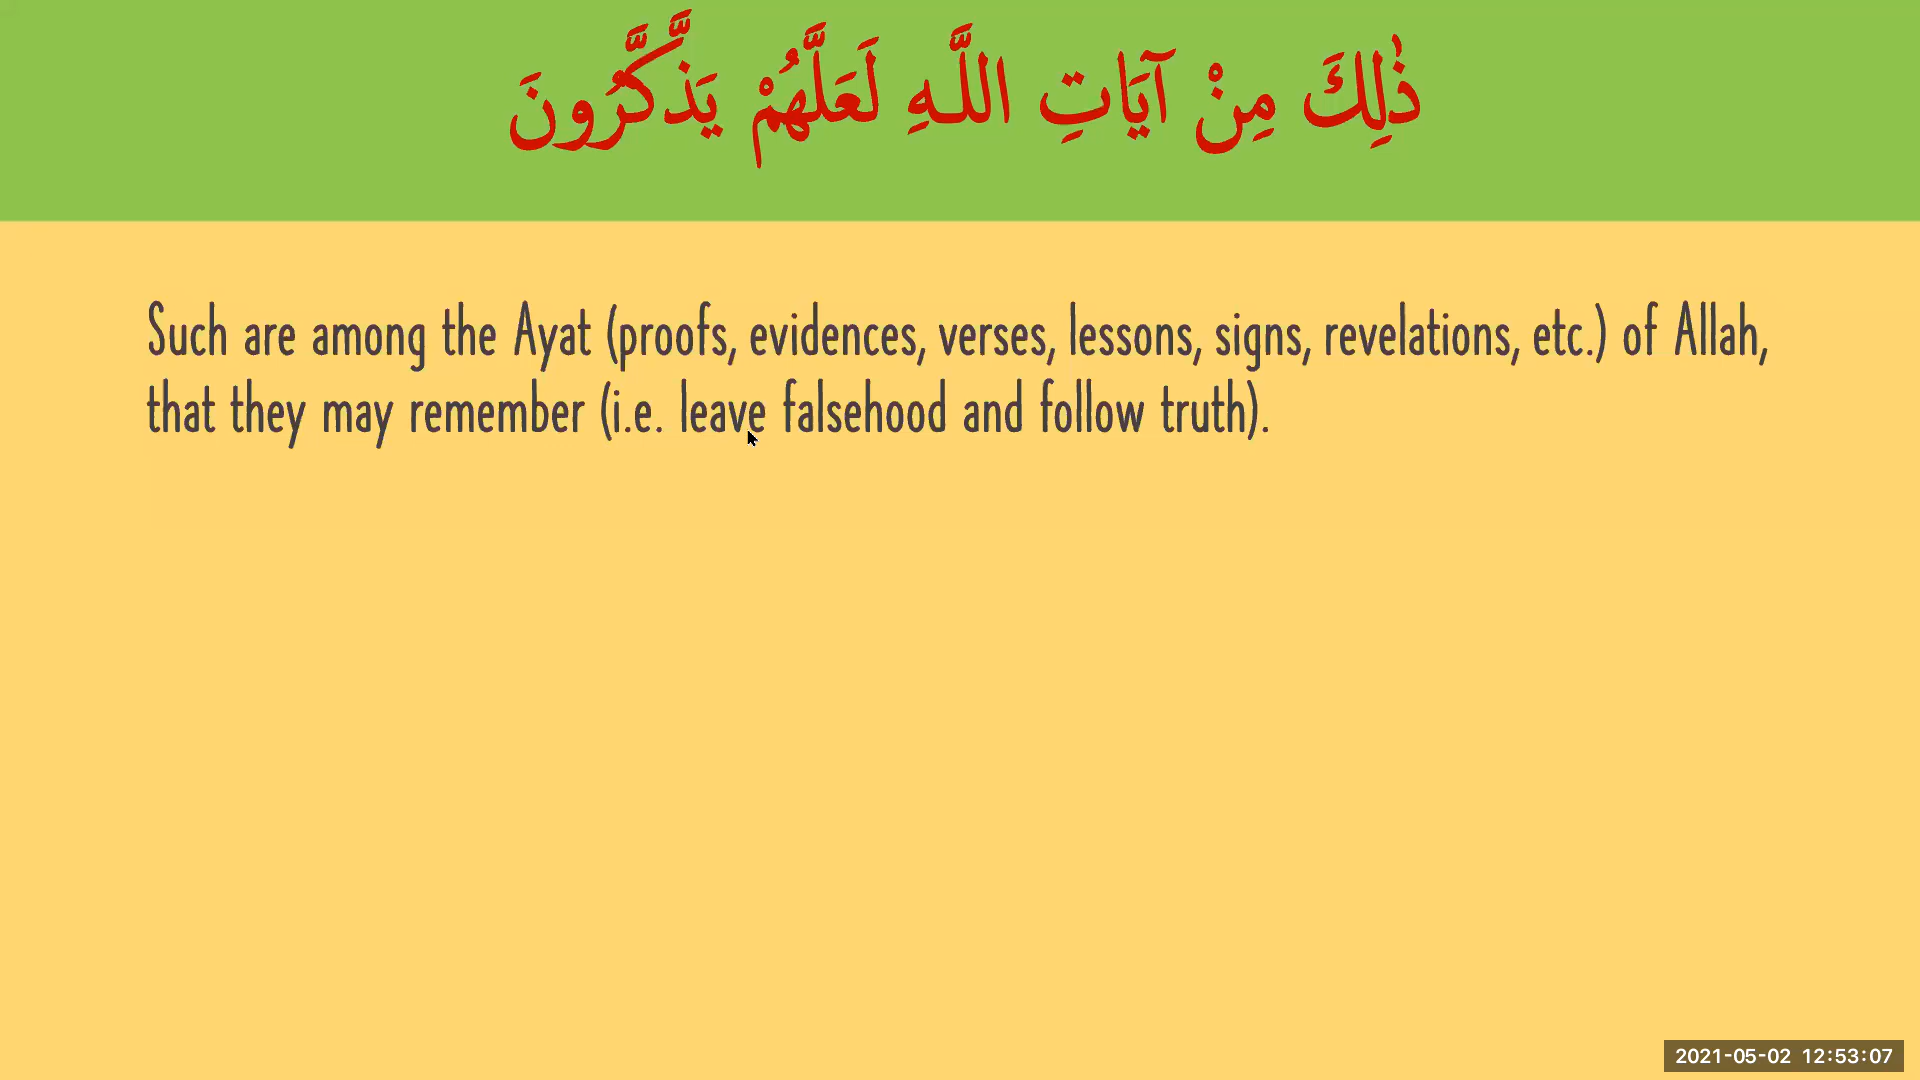 ذَٰلِكَ مِنْ آيَاتِ اللَّـهِ لَعَلَّهُمْ يَذَّكَّرُونَ
Such are among the Ayat (proofs, evidences, verses, lessons, signs, revelations, etc.) of Allah,
that they may remember (i.e. leave falsehood and follow truth).
2021-05-02 12:53:07